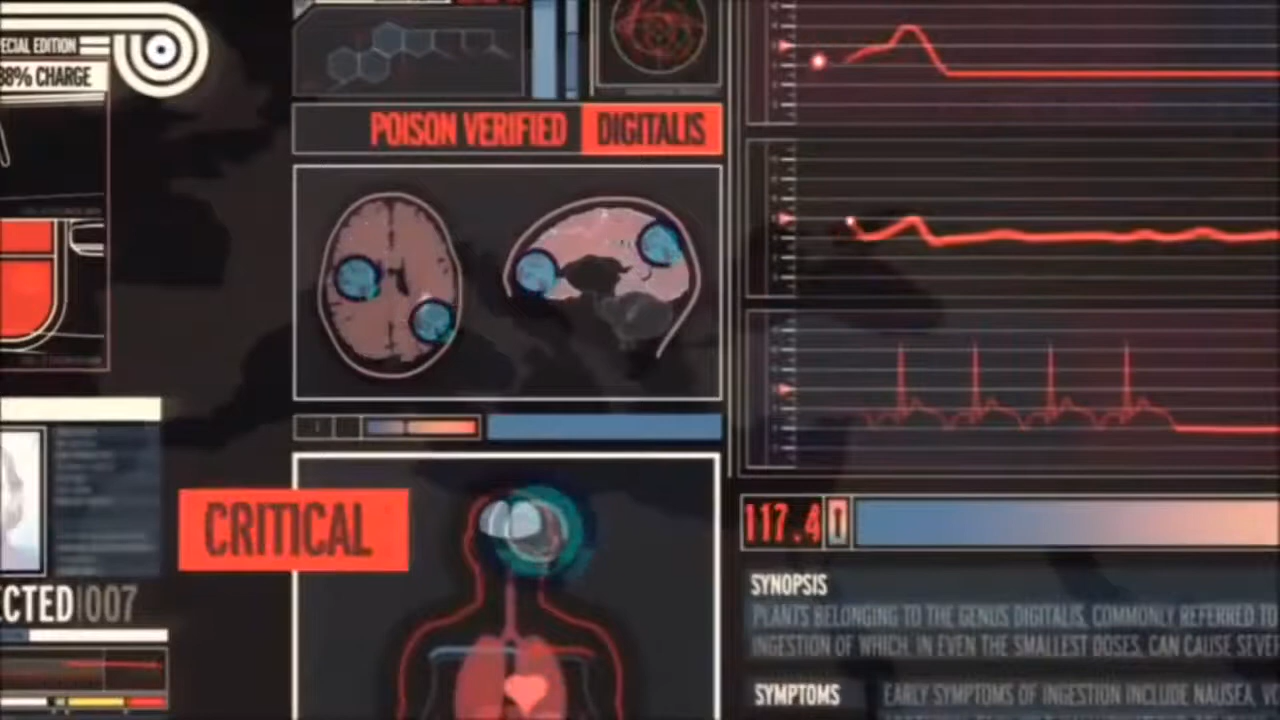 ECIAL EDITION
88% CHARGE
POISON VERIFIED DIGITALIS
CRITICAL
ECTED|007
117.4
SYNOPSIS
PLANTS BELONGING TO THE GENUS DIGITALIS, COMMONLY REFERRED TO
INGESTION OF WHICH, IN EVEN THE SMALLEST DOSES, CAN CAUSE SEVE
SYMPTOMS
EARLY SYMPTOMS OF INGESTION INCLUDE NAUSEA, V